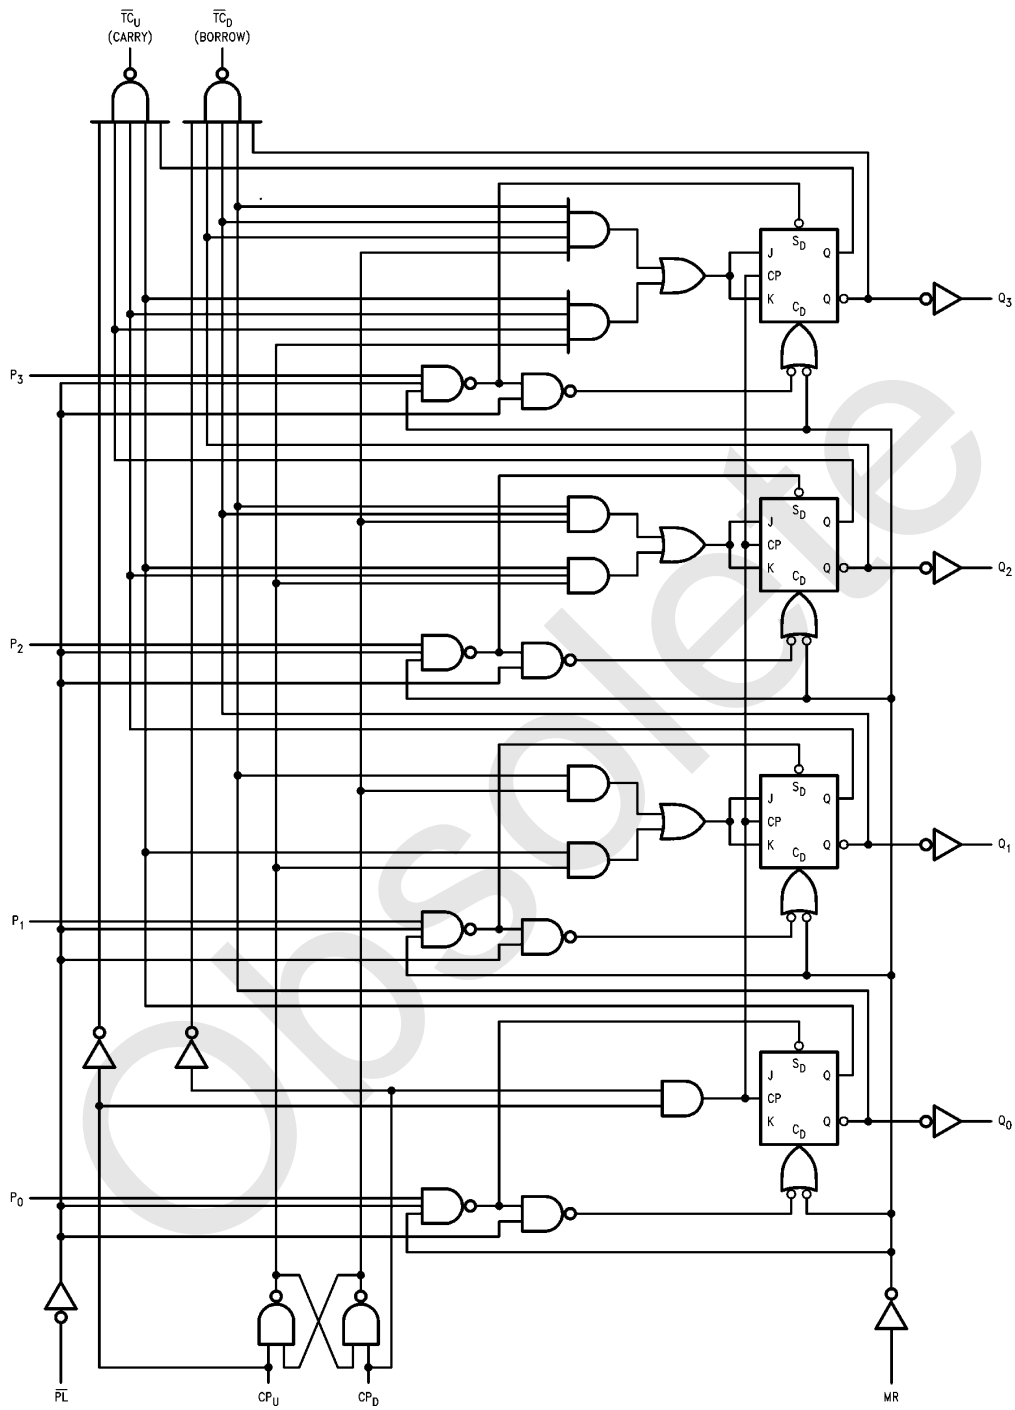 TC̅U TC̅D
(CARRY) (BORROW)
SD
J Q
CP
K Q
CD
Q3
P3
SD
J Q
CP
K Q
CD
Q2
P2
SD
J Q
CP
K Q
CD
Q1
P1
SD
J Q
CP
K Q
CD
Q0
P0
P̅L̅ CPU CPD MR
Obsolete